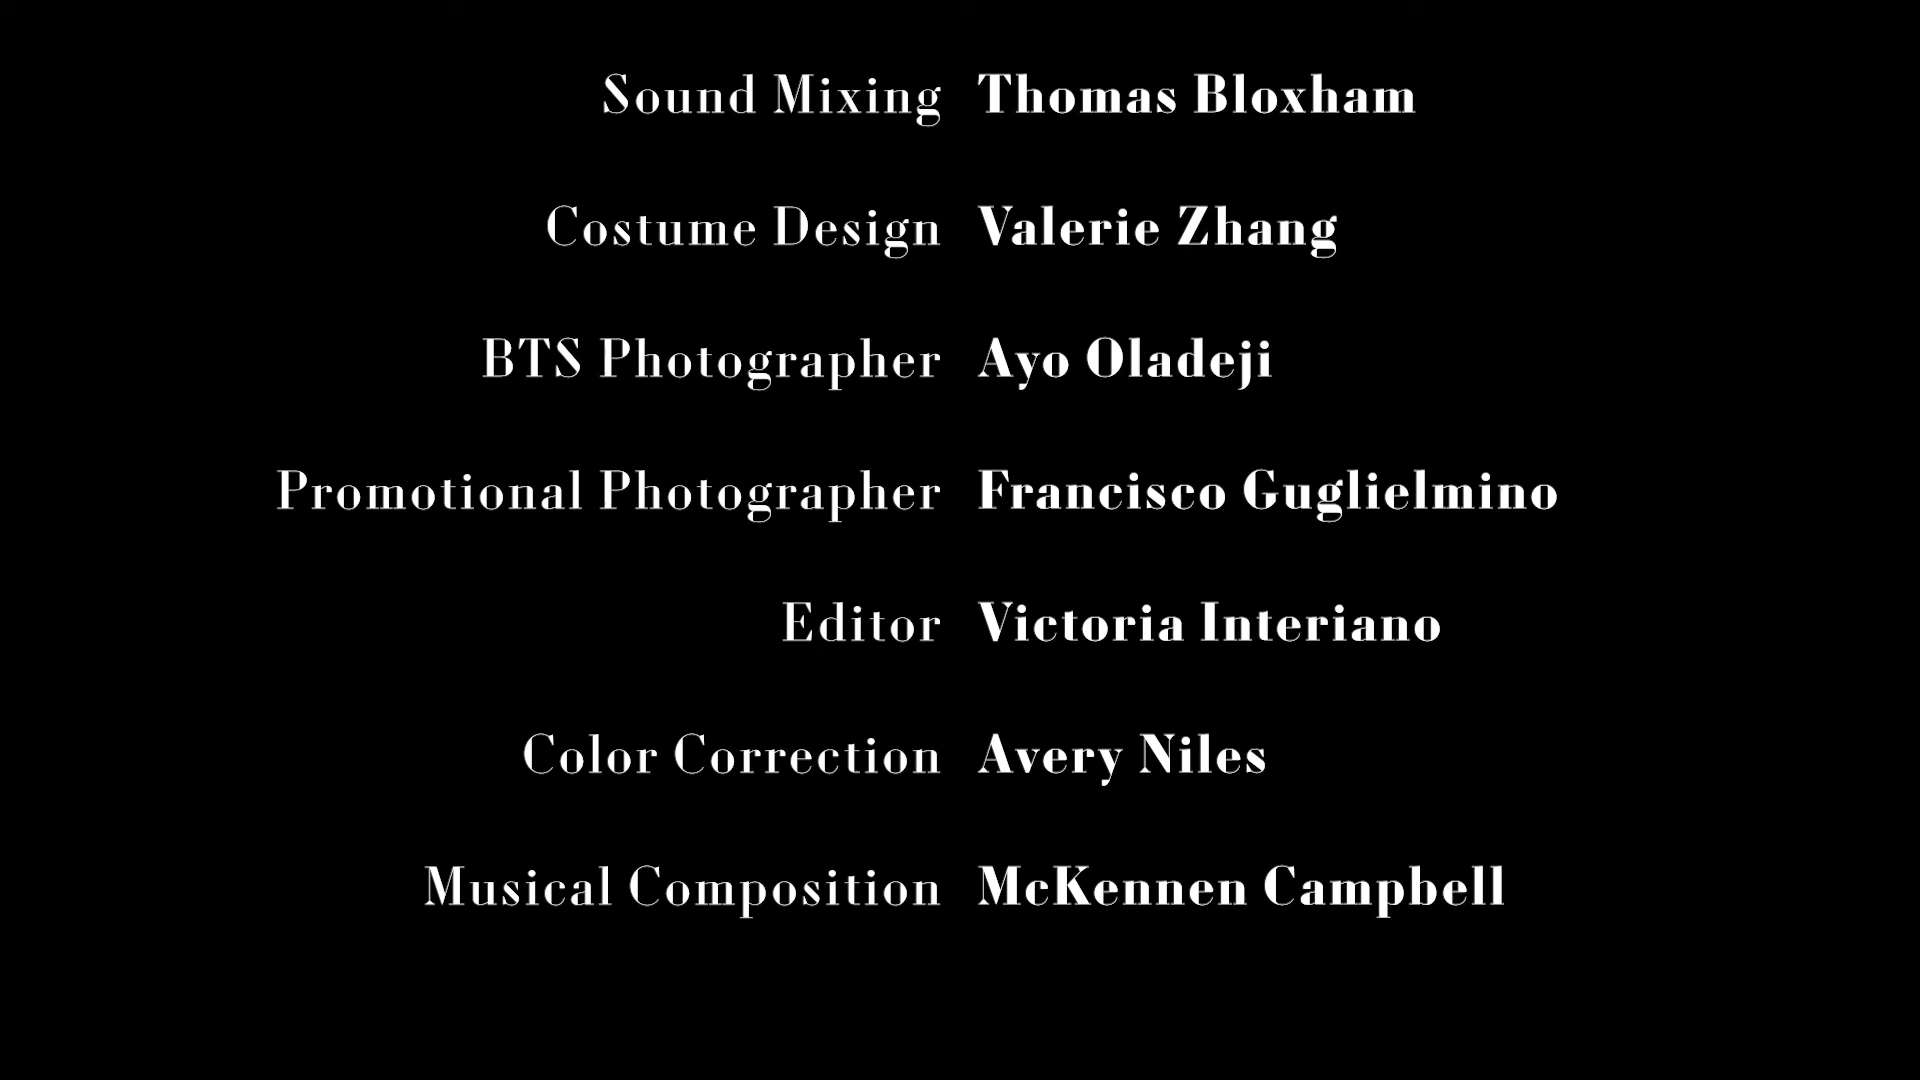 Sound Mixing Thomas Bloxham
Costume Design Valerie Zhang
BTS Photographer Ayo Oladeji
Promotional Photographer Francisco Guglielmino
Editor Victoria Interiano
Color Correction Avery Niles
Musical Composition McKennen Campbell